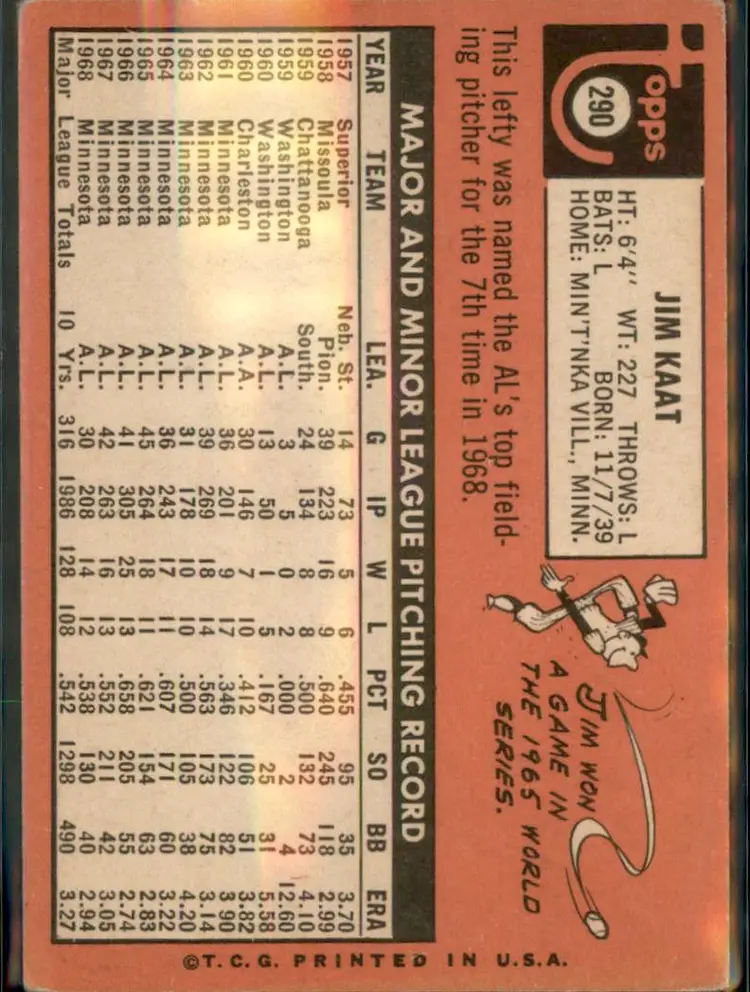 Topps
290
JIM KAAT
HT: 6'4" WT: 227 THROWS: L
BATS: L BORN: 11/7/39
HOME: MIN'T'NKA VILL., MINN.
This lefty was named the AL's top field-
ing pitcher for the 7th time in 1968.
JIM WON
A GAME IN
THE 1965 WORLD
SERIES.
MAJOR AND MINOR LEAGUE PITCHING RECORD
YEAR TEAM LEA. G IP W L PCT SO BB ERA
1957 Superior Neb. St. 14 73 5 6 .455 95 35 3.70
1958 Missoula Pion. 39 223 16 9 .640 245 118 2.99
1959 Chattanooga South. 24 134 8 8 .500 132 73 4.10
1959 Washington A.L. 3 5 0 2 .000 2 4 12.60
1960 Washington A.L. 13 50 1 5 .167 25 31 5.58
1960 Charleston A.A. 30 146 7 10 .412 106 51 3.82
1961 Minnesota A.L. 36 201 9 17 .346 122 82 3.90
1962 Minnesota A.L. 39 269 18 14 .563 173 75 3.14
1963 Minnesota A.L. 31 178 10 10 .500 105 38 4.20
1964 Minnesota A.L. 36 243 17 11 .607 171 60 3.22
1965 Minnesota A.L. 45 264 18 11 .621 154 63 2.83
1966 Minnesota A.L. 41 305 25 13 .658 205 55 2.74
1967 Minnesota A.L. 42 263 16 13 .552 211 42 3.05
1968 Minnesota A.L. 30 208 14 12 .538 130 40 2.94
Major League Totals 10 Yrs. 316 1986 128 108 .542 1298 490 3.27
©T.C.G. PRINTED IN U.S.A.